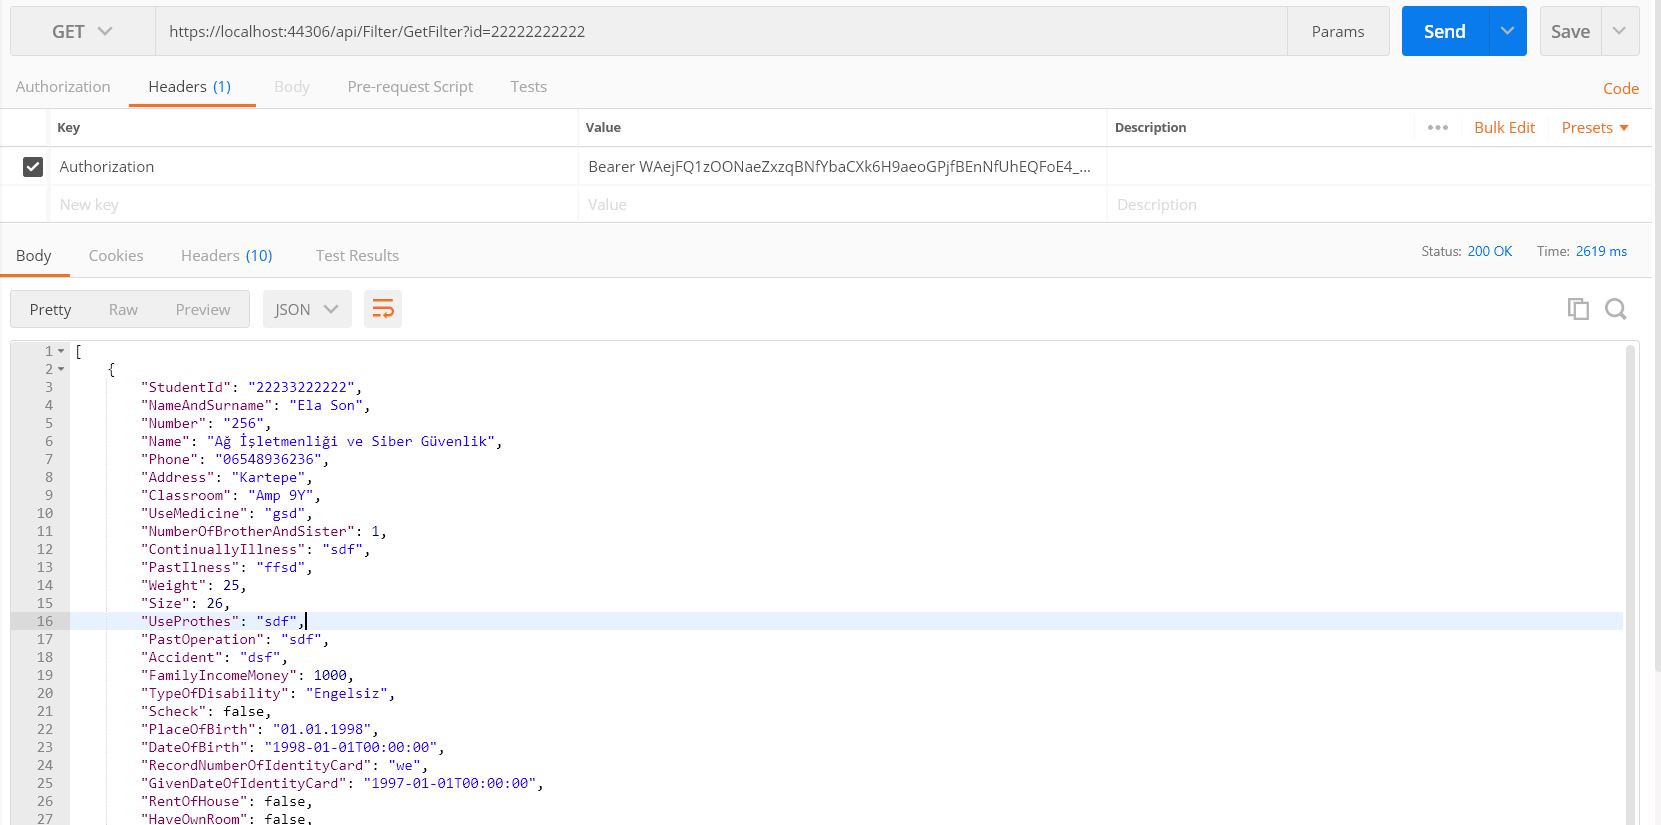 GET https://localhost:44306/api/Filter/GetFilter?id=22222222222 Params Send Save
Authorization Headers (1) Body Pre-request Script Tests Code
Key Value Description ••• Bulk Edit Presets
Authorization Bearer WAejFQ1zOONaeZxzqBNfYbaCXk6H9aeoGPjfBEnNfUhEQFoE4_...
New key Value Description
Body Cookies Headers (10) Test Results Status: 200 OK Time: 2619 ms
Pretty Raw Preview JSON
1 [
2 {
3 "StudentId": "22233222222",
4 "NameAndSurname": "Ela Son",
5 "Number": "256",
6 "Name": "Ağ İşletmenliği ve Siber Güvenlik",
7 "Phone": "06548936236",
8 "Address": "Kartepe",
9 "Classroom": "Amp 9Y",
10 "UseMedicine": "gsd",
11 "NumberOfBrotherAndSister": 1,
12 "ContinuallyIllness": "sdf",
13 "PastIlness": "ffsd",
14 "Weight": 25,
15 "Size": 26,
16 "UseProthes": "sdf",
17 "PastOperation": "sdf",
18 "Accident": "dsf",
19 "FamilyIncomeMoney": 1000,
20 "TypeOfDisability": "Engelsiz",
21 "Scheck": false,
22 "PlaceOfBirth": "01.01.1998",
23 "DateOfBirth": "1998-01-01T00:00:00",
24 "RecordNumberOfIdentityCard": "we",
25 "GivenDateOfIdentityCard": "1997-01-01T00:00:00",
26 "RentOfHouse": false,
27 "HaveOwnRoom": false,